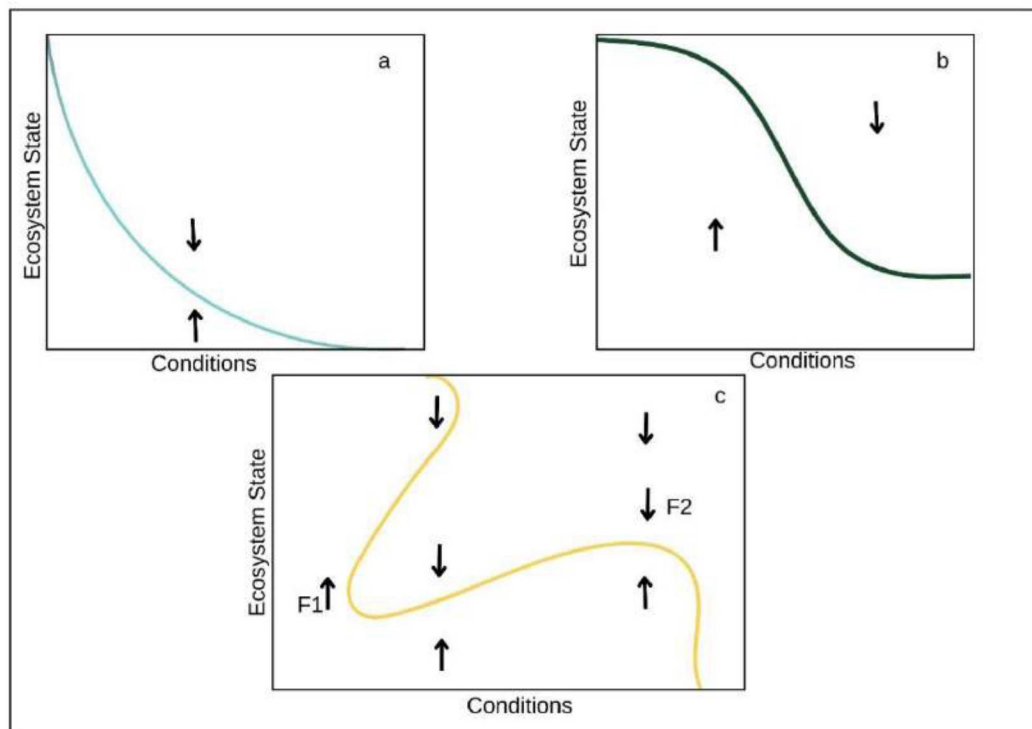 a
Ecosystem State
Conditions
b
Ecosystem State
Conditions
c
Ecosystem State
F1
F2
Conditions